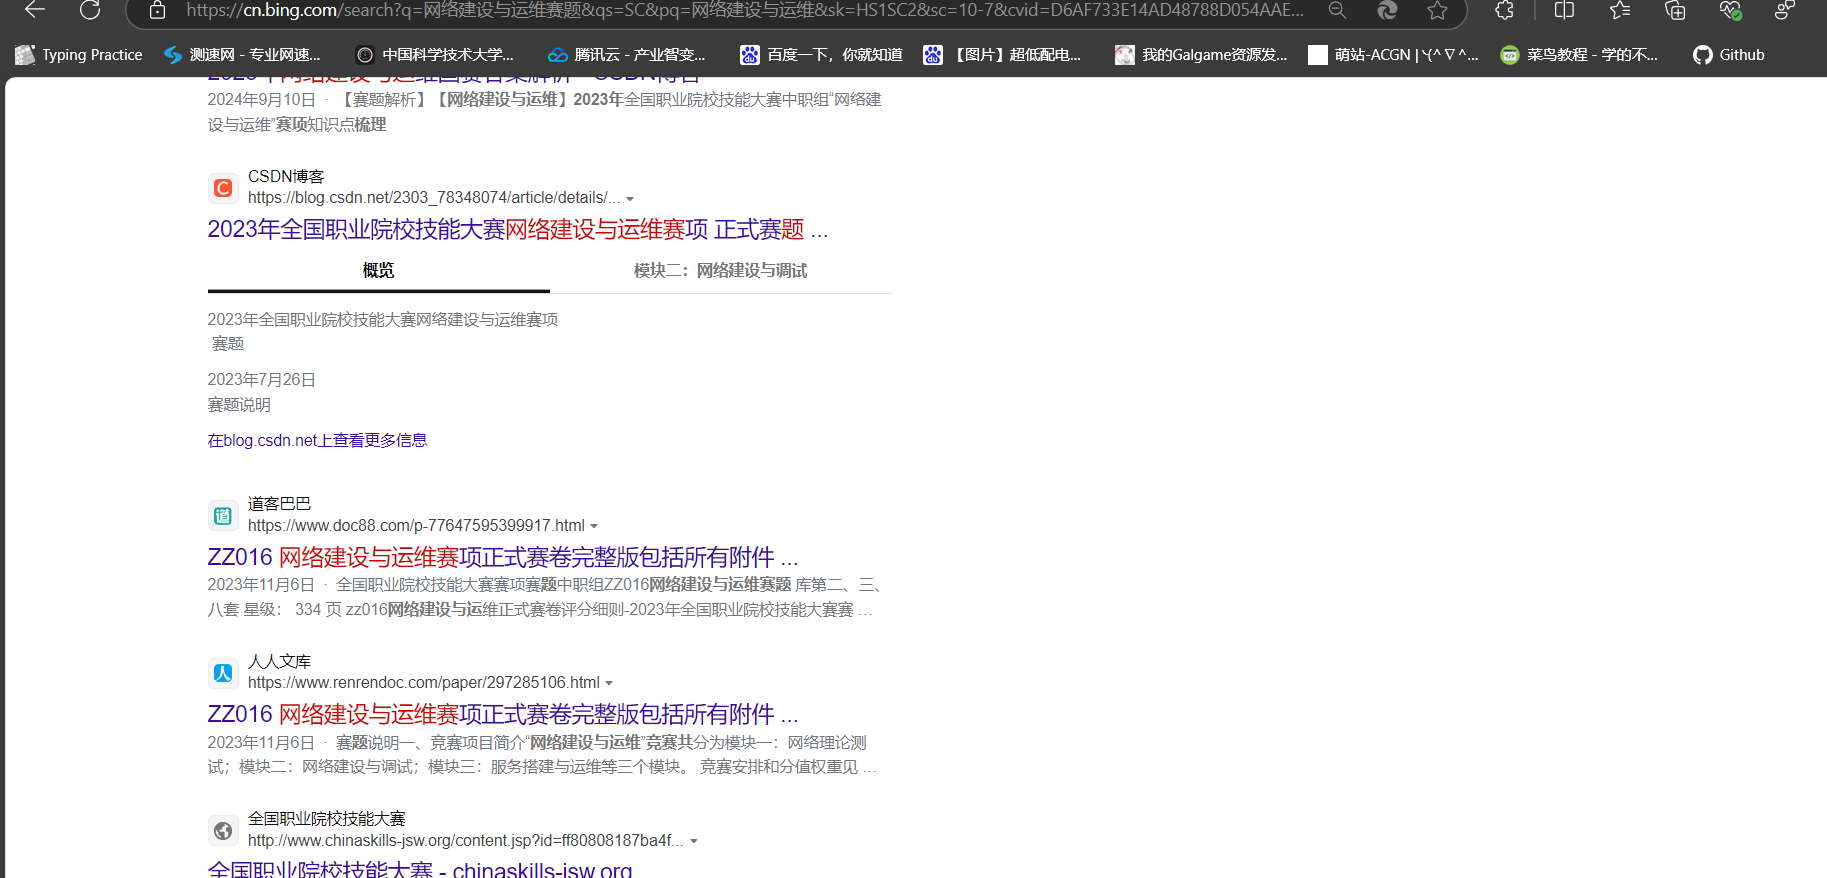 https://cn.bing.com/search?q=网络建设与运维赛题&qs=SC&pq=网络建设与运维&sk=HS1SC2&sc=10-7&cvid=D6AF733E14AD48788D054AAE...
Typing Practice 测速网 - 专业网速... 中国科学技术大学... 腾讯云 - 产业智变... 百度一下，你就知道 【图片】超低配电... 我的Galgame资源发... 萌站-ACGN | ヽ(^ ∇ ^... 菜鸟教程 - 学的不... Github
2024年9月10日 · 【赛题解析】【网络建设与运维】2023年全国职业院校技能大赛中职组“网络建
设与运维”赛项知识点梳理
CSDN博客
https://blog.csdn.net/2303_78348074/article/details/...
2023年全国职业院校技能大赛网络建设与运维赛项 正式赛题 ...
概览 模块二：网络建设与调试
2023年全国职业院校技能大赛网络建设与运维赛项
赛题
2023年7月26日
赛题说明
在blog.csdn.net上查看更多信息
道客巴巴
https://www.doc88.com/p-77647595399917.html
ZZ016 网络建设与运维赛项正式赛卷完整版包括所有附件 ...
2023年11月6日 · 全国职业院校技能大赛赛项赛题中职组ZZ016网络建设与运维赛题 库第二、三、
八套 星级： 334 页 zz016网络建设与运维正式赛卷评分细则-2023年全国职业院校技能大赛赛 ...
人人文库
https://www.renrendoc.com/paper/297285106.html
ZZ016 网络建设与运维赛项正式赛卷完整版包括所有附件 ...
2023年11月6日 · 赛题说明一、竞赛项目简介“网络建设与运维”竞赛共分为模块一：网络理论测
试；模块二：网络建设与调试；模块三：服务搭建与运维等三个模块。 竞赛安排和分值权重见 ...
全国职业院校技能大赛
http://www.chinaskills-jsw.org/content.jsp?id=ff80808187ba4f...
全国职业院校技能大赛 - chinaskills-jsw.org